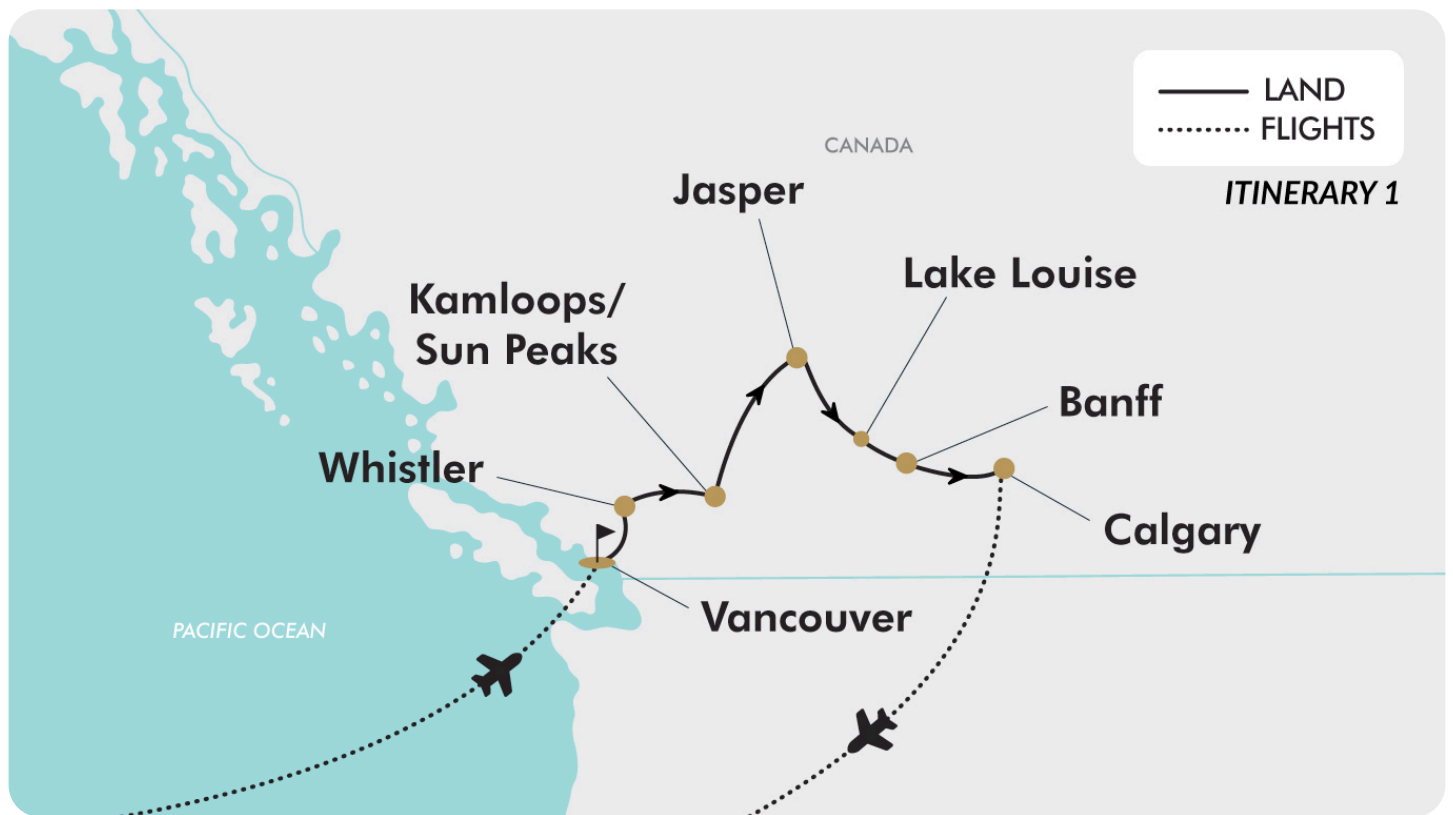 LAND
FLIGHTS
ITINERARY 1
CANADA
Jasper
Lake Louise
Kamloops/
Sun Peaks
Banff
Whistler
Calgary
Vancouver
PACIFIC OCEAN